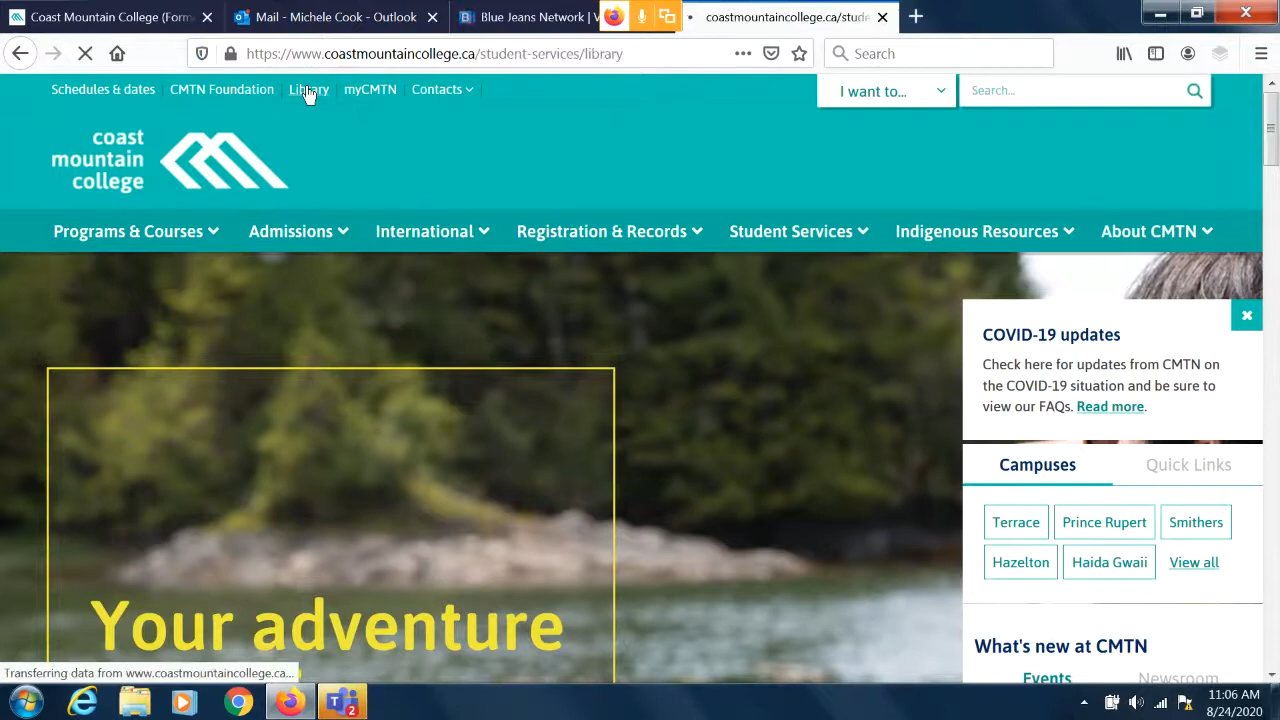 Coast Mountain College (Form
Mail - Michele Cook - Outlook
Blue Jeans Network | V
coastmountaincollege.ca/stude
https://www.coastmountaincollege.ca/student-services/library
Search
Schedules & dates
CMTN Foundation
Library
myCMTN
Contacts
I want to...
Search...
coast
mountain
college
Programs & Courses
Admissions
International
Registration & Records
Student Services
Indigenous Resources
About CMTN
COVID-19 updates
Check here for updates from CMTN on
the COVID-19 situation and be sure to
view our FAQs. Read more.
Campuses
Quick Links
Terrace
Prince Rupert
Smithers
Hazelton
Haida Gwaii
View all
Your adventure
What's new at CMTN
Events
Newsroom
Transferring data from www.coastmountaincollege.ca...
2
11:06 AM
8/24/2020